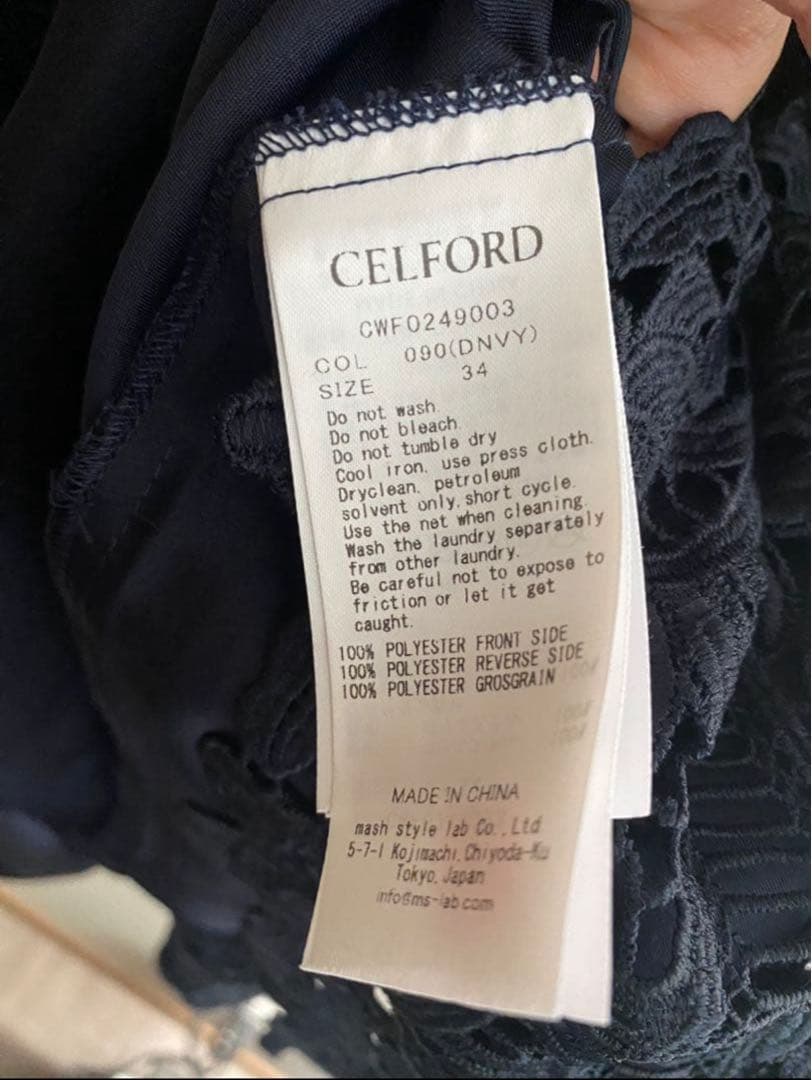 CELFORD
CWFO249003
COL 090(DNVY)
SIZE 34
Do not wash.
Do not bleach.
Do not tumble dry
Cool iron. use press cloth.
Dryclean. petroleum
solvent only. short cycle.
Use the net when cleaning.
Wash the laundry separately
from other laundry.
Be careful not to expose to
friction or let it get
caught.
100% POLYESTER FRONT SIDE
100% POLYESTER REVERSE SIDE
100% POLYESTER GROSGRAIN
MADE IN CHINA
mash style lab Co., Ltd
5-7-1 Kojimachi, Chiyoda-Ku
Tokyo, Japan
info@ms-lab.com